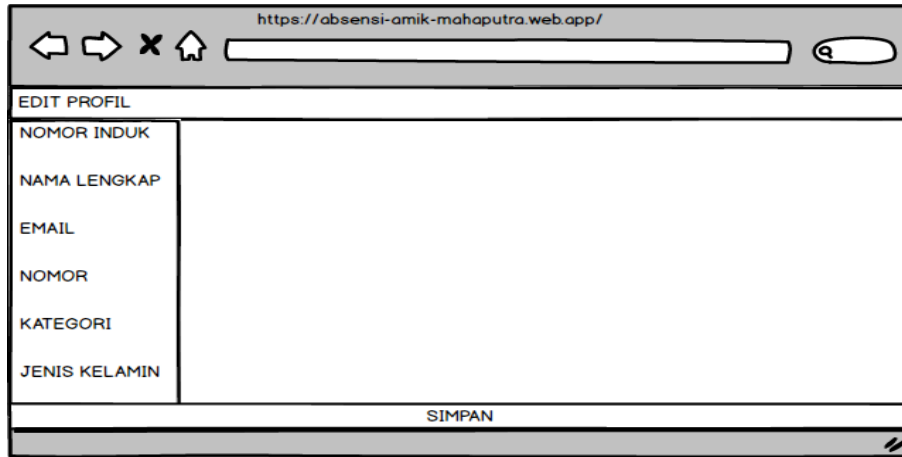 https://absensi-amik-mahaputra.web.app/
EDIT PROFIL
NOMOR INDUK
NAMA LENGKAP
EMAIL
NOMOR
KATEGORI
JENIS KELAMIN
SIMPAN